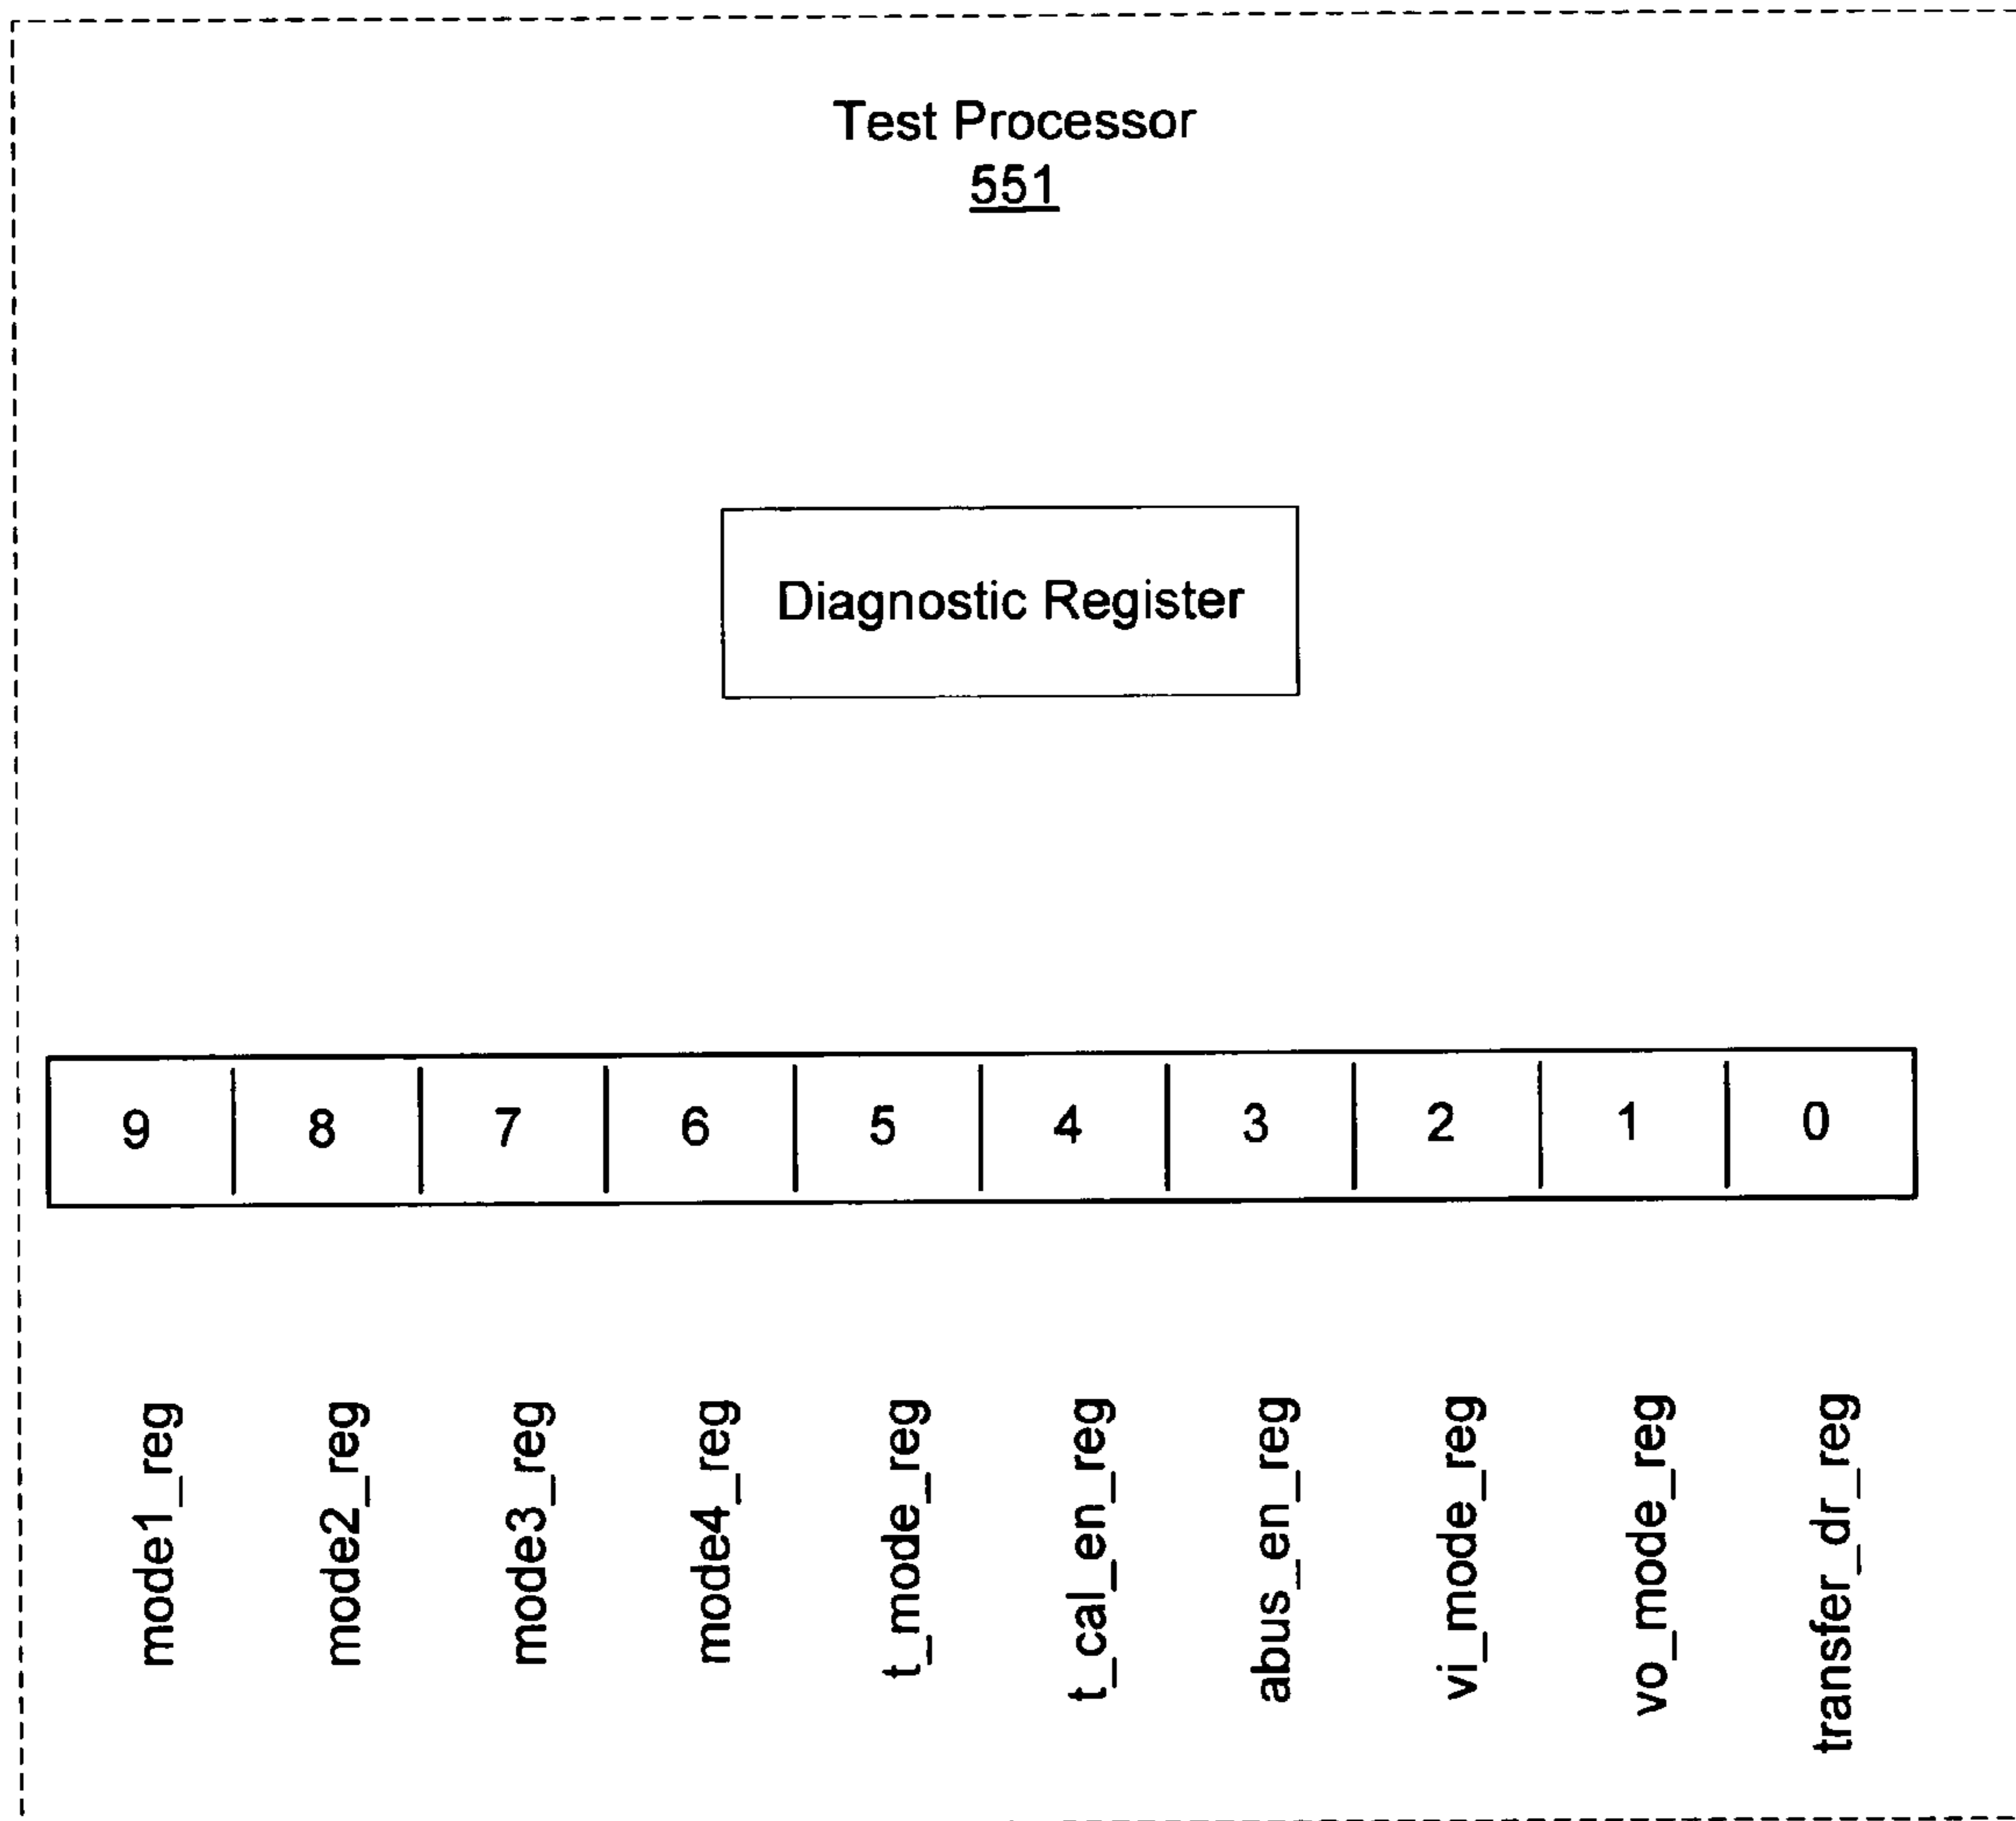 Test Processor
551
Diagnostic Register
9 8 7 6 5 4 3 2 1 0
mode1_reg
mode2_reg
mode3_reg
mode4_reg
t_mode_reg
t_cal_en_reg
abus_en_reg
vi_mode_reg
vo_mode_reg
transfer_dr_reg